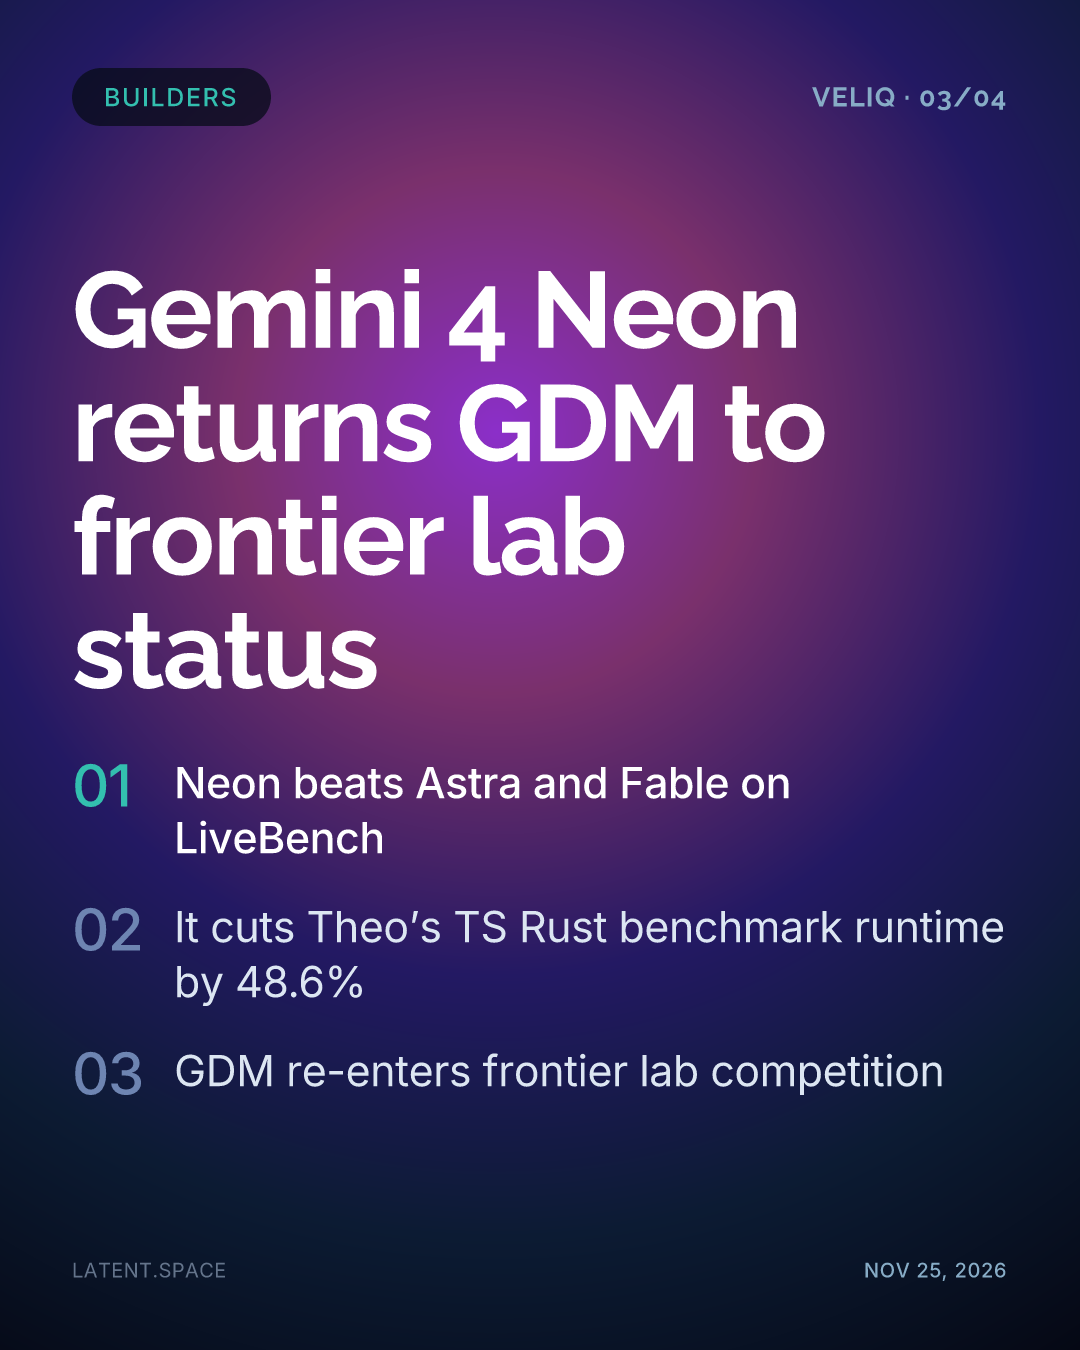 BUILDERS
VELIQ · 03/04
Gemini 4 Neon
returns GDM to
frontier lab
status
01 Neon beats Astra and Fable on
LiveBench
02 It cuts Theo’s TS Rust benchmark runtime
by 48.6%
03 GDM re-enters frontier lab competition
LATENT.SPACE
NOV 25, 2026